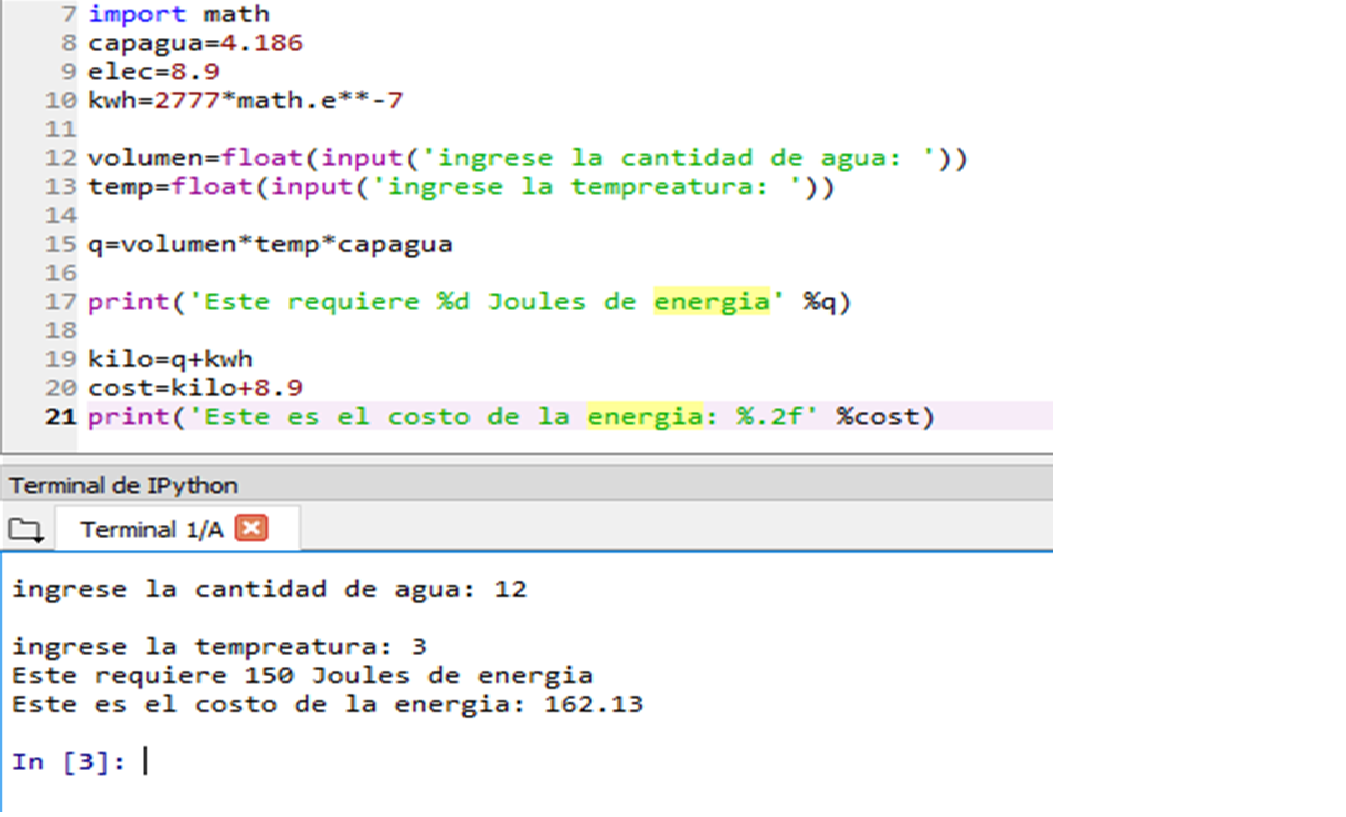 7 import math
8 capagua=4.186
9 elec=8.9
10 kwh=2777*math.e**-7
11
12 volumen=float(input('ingrese la cantidad de agua: '))
13 temp=float(input('ingrese la tempreatura: '))
14
15 q=volumen*temp*capagua
16
17 print('Este requiere %d Joules de energia' %q)
18
19 kilo=q+kwh
20 cost=kilo+8.9
21 print('Este es el costo de la energia: %.2f' %cost)
Terminal de IPython
Terminal 1/A
ingrese la cantidad de agua: 12
ingrese la tempreatura: 3
Este requiere 150 Joules de energia
Este es el costo de la energia: 162.13
In [3]: